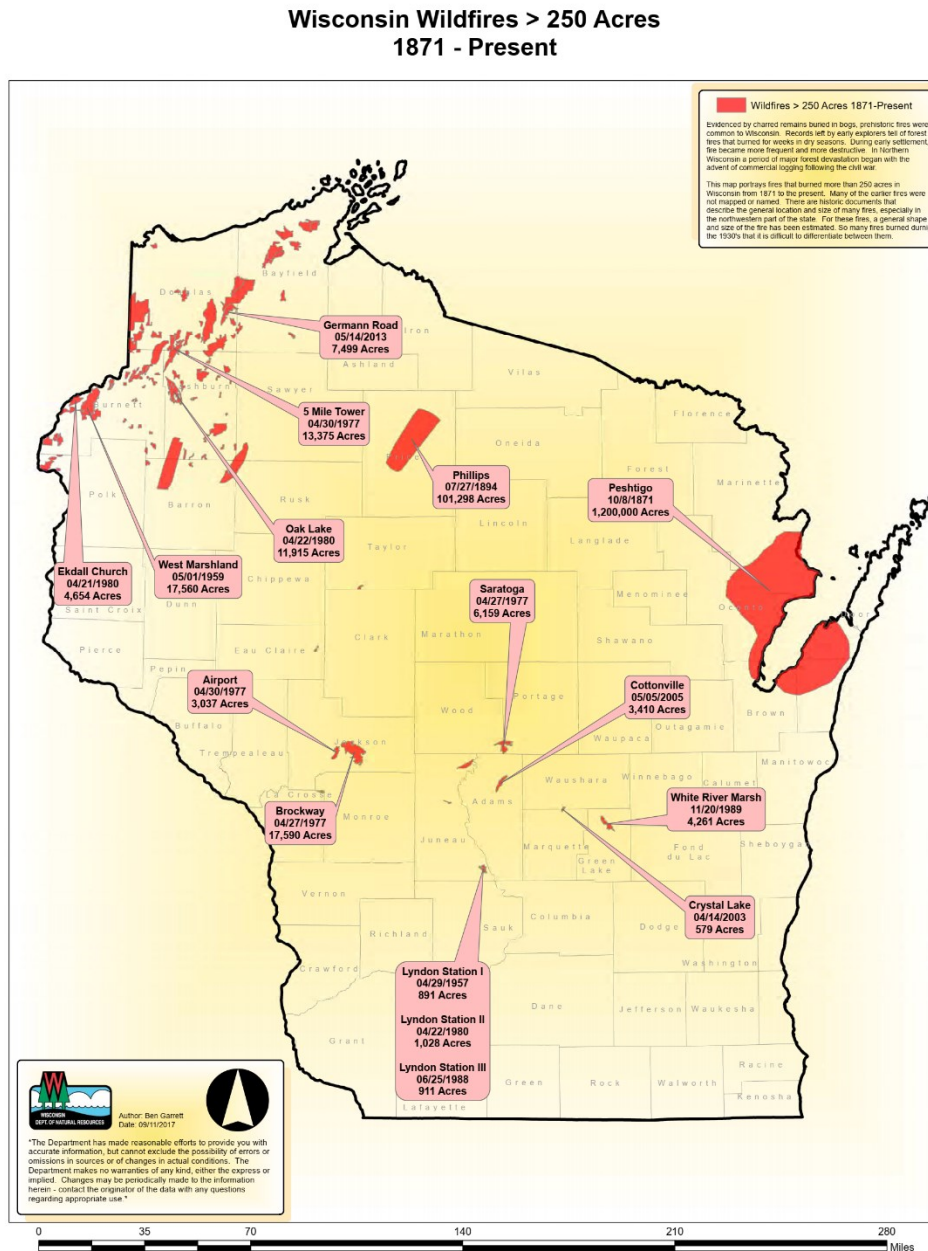 Wisconsin Wildfires > 250 Acres
1871 - Present
Wildfires > 250 Acres 1871-Present
Evidenced by charred remains buried in bogs, prehistoric fires were
common to Wisconsin. Records left by early explorers tell of forest
fires that burned for weeks in dry seasons. During early settlement,
fire became more frequent and more destructive. In Northern
Wisconsin a period of major forest devastation began with the
advent of commercial logging following the civil war.
This map portrays fires that burned more than 250 acres in
Wisconsin from 1871 to the present. Many of the earlier fires were
not mapped or named. There are historic documents that
describe the general location and size of many fires, especially in
the northwestern part of the state. For these fires, a general shape
and size of the fire has been estimated. So many fires burned durin
the 1930's that it is difficult to differentiate between them.
Bayfield
Douglas
Germann Road
05/14/2013
7,499 Acres
Iron
Ashland
Vilas
Sawyer
shburn
urnett
5 Mile Tower
04/30/1977
13,375 Acres
Florence
Oneida
Forest
Marinette
Phillips
07/27/1894
101,298 Acres
Peshtigo
10/8/1871
1,200,000 Acres
Polk
Barron
Rusk
Lincoln
Langlade
Taylor
Oak Lake
04/22/1980
11,915 Acres
Ekdall Church
04/21/1980
4,654 Acres
West Marshland
05/01/1959
17,560 Acres
Chippewa
Saint Croix
Dunn
Saratoga
04/27/1977
6,159 Acres
Menominee
Clark
Marathon
Shawano
Pierce
Eau Claire
Pepin
Airport
04/30/1977
3,037 Acres
Cottonville
05/05/2005
3,410 Acres
Wood
Portage
Buffalo
Brown
Outagamie
Waupaca
Trempealeau
Jackson
Manitowoc
Waushara
Winnebago
Calumet
La Crosse
Monroe
Adams
Brockway
04/27/1977
17,590 Acres
White River Marsh
11/20/1989
4,261 Acres
Juneau
Marquette
Green
Lake
Fond
du Lac
Sheboygan
Vernon
Crystal Lake
04/14/2003
579 Acres
Columbia
Dodge
Richland
Sauk
Washington
Crawford
Lyndon Station I
04/29/1957
891 Acres
Lyndon Station II
04/22/1980
1,028 Acres
Lyndon Station III
06/25/1988
911 Acres
Dane
Jefferson
Waukesha
Grant
Racine
Green
Rock
Walworth
Kenosha
Lafayette
W
WISCONSIN
DEPT. OF NATURAL RESOURCES
Author: Ben Garrett
Date: 09/11/2017
"The Department has made reasonable efforts to provide you with
accurate information, but cannot exclude the possibility of errors or
omissions in sources or of changes in actual conditions. The
Department makes no warranties of any kind, either the express or
implied. Changes may be periodically made to the information
herein - contact the originator of the data with any questions
regarding appropriate use."
0 35 70 140 210 280
Miles